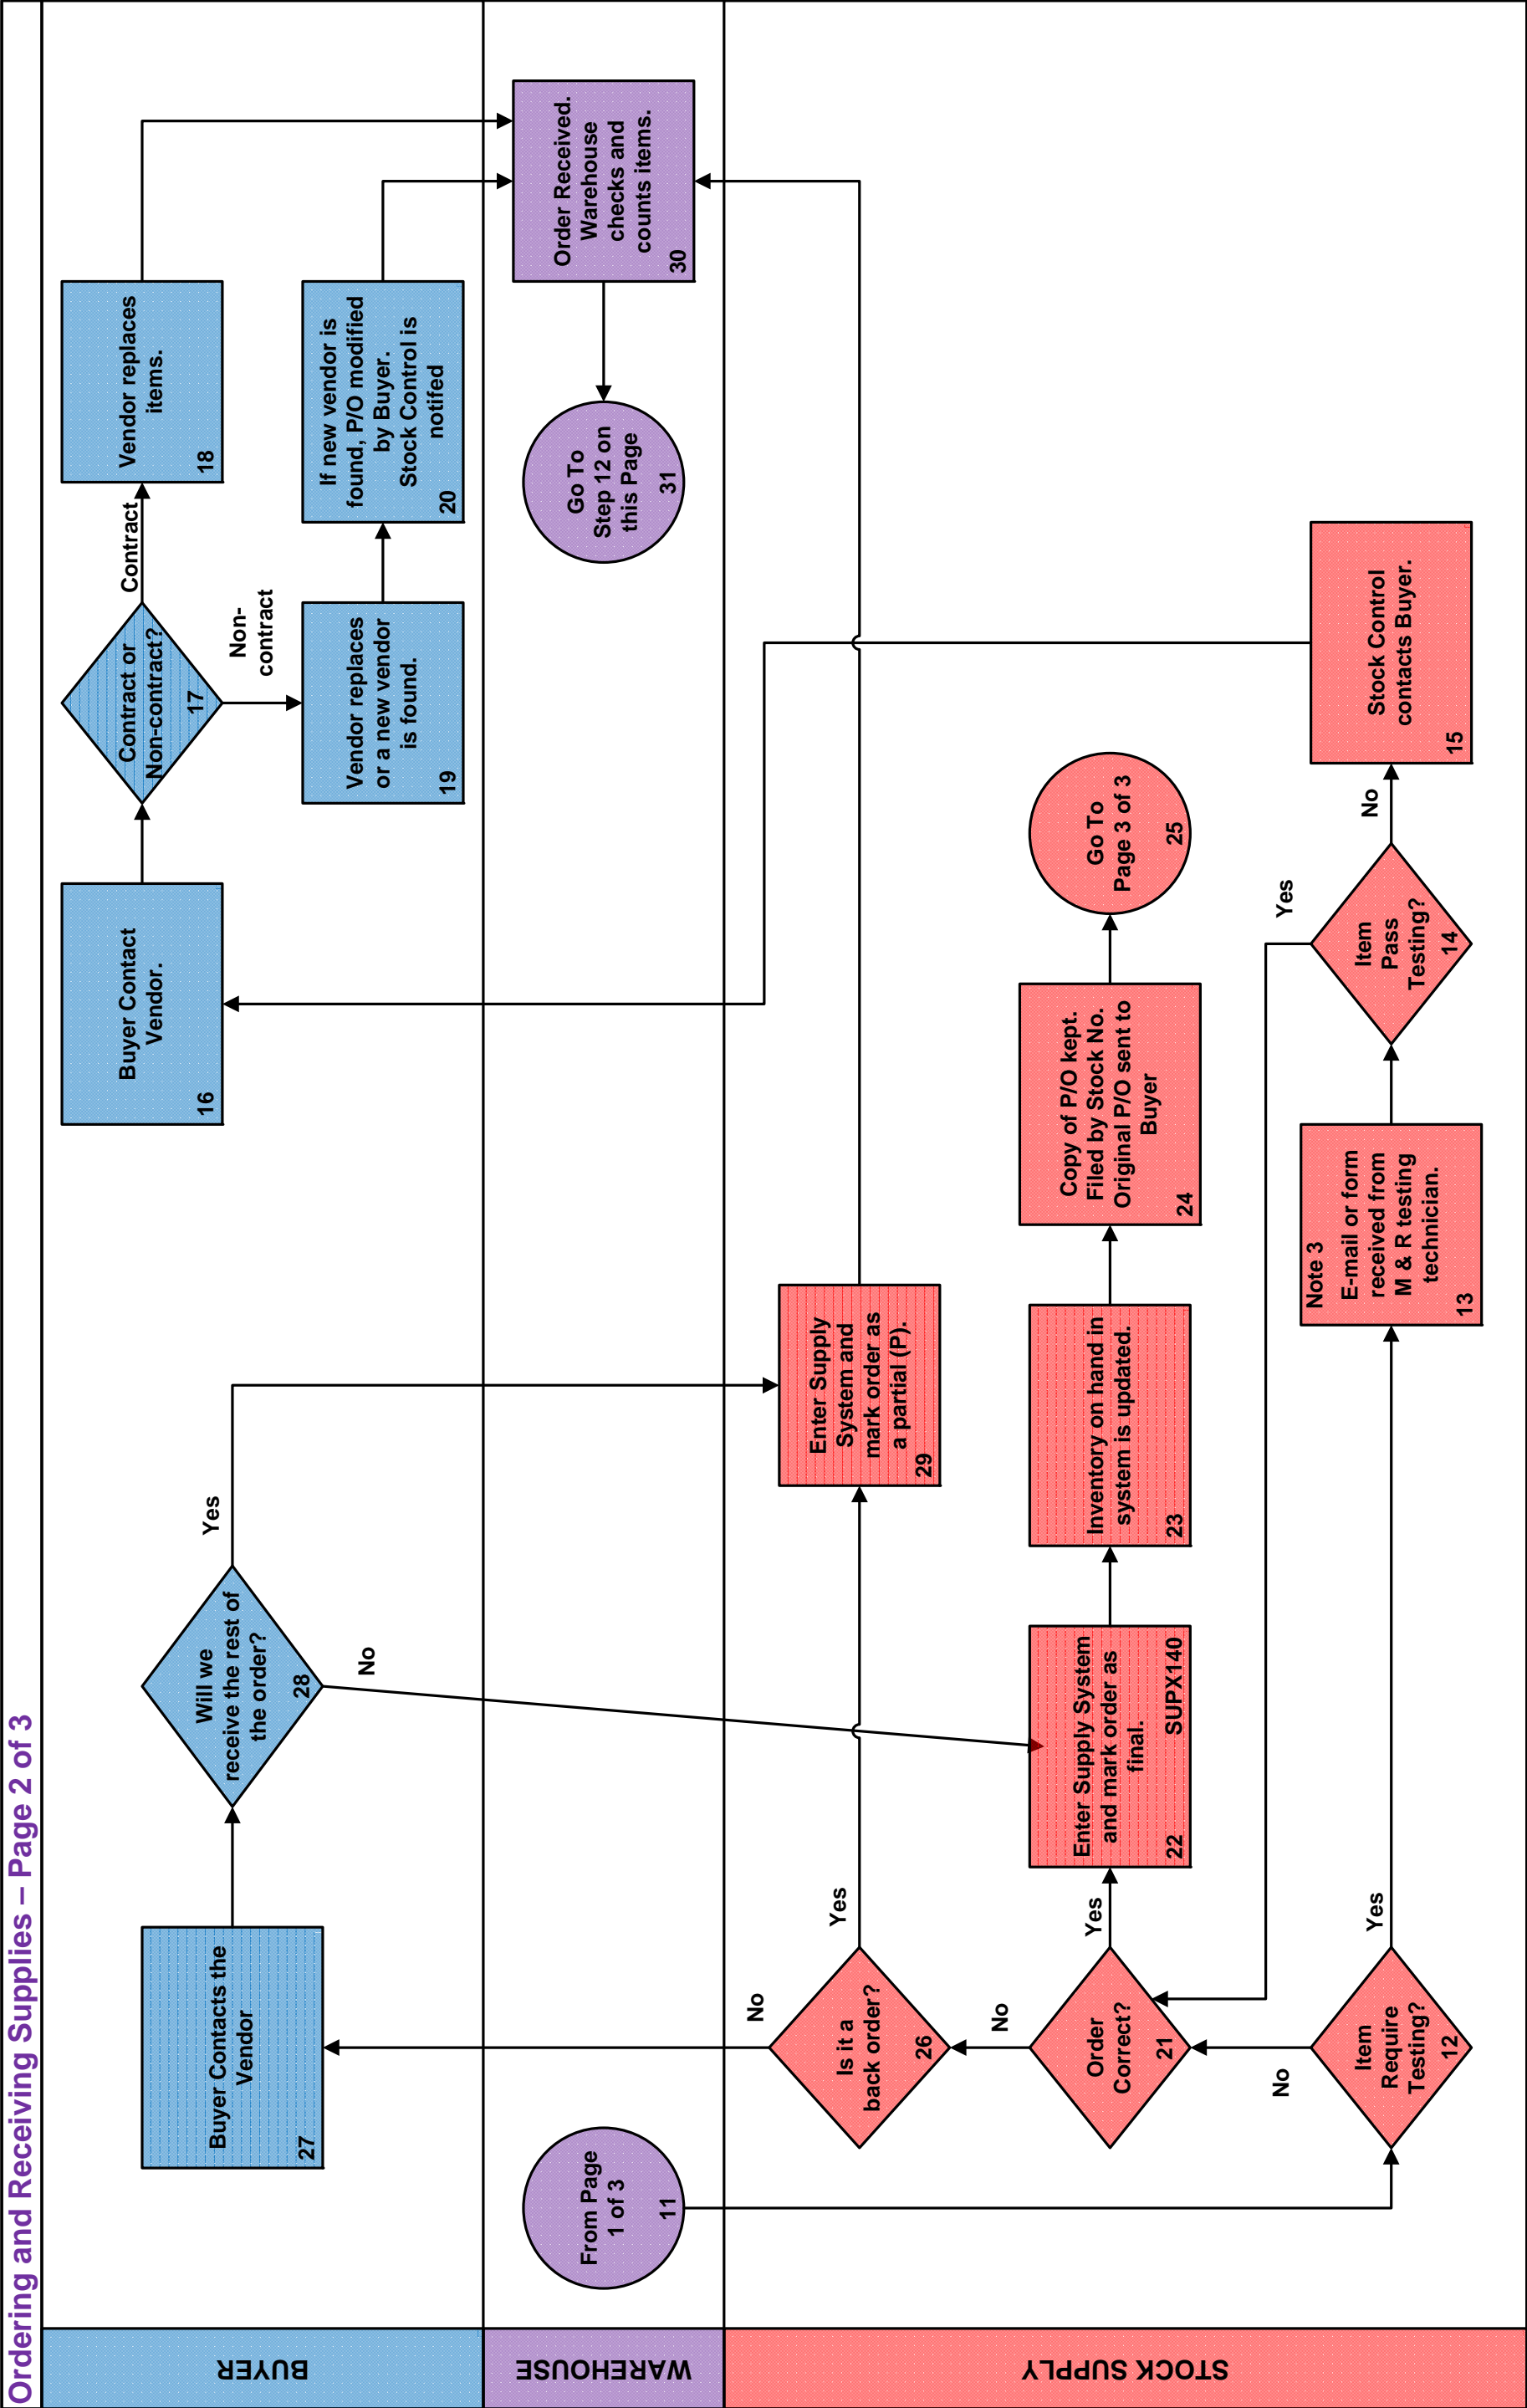 Ordering and Receiving Supplies – Page 2 of 3
BUYER
Buyer Contacts the
Vendor
27
Will we
receive the rest of
the order?
28
Yes
No
Buyer Contact
Vendor.
16
Contract or
Non-contract?
17
Contract
Non-
contract
Vendor replaces
items.
18
Vendor replaces
or a new vendor
is found.
19
If new vendor is
found, P/O modified
by Buyer.
Stock Control is
notifed
20
WAREHOUSE
From Page
1 of 3
11
Go To
Step 12 on
this Page
31
Order Received.
Warehouse
checks and
counts items.
30
STOCK SUPPLY
Is it a
back order?
26
No
Yes
Enter Supply
System and
mark order as
a partial (P).
29
Order
Correct?
21
No
Yes
Enter Supply System
and mark order as
final.
22
SUPX140
Inventory on hand in
system is updated.
23
Copy of P/O kept.
Filed by Stock No.
Original P/O sent to
Buyer
24
Go To
Page 3 of 3
25
Item
Require
Testing?
12
No
Yes
Note 3
E-mail or form
received from
M & R testing
technician.
13
Item
Pass
Testing?
14
Yes
No
Stock Control
contacts Buyer.
15